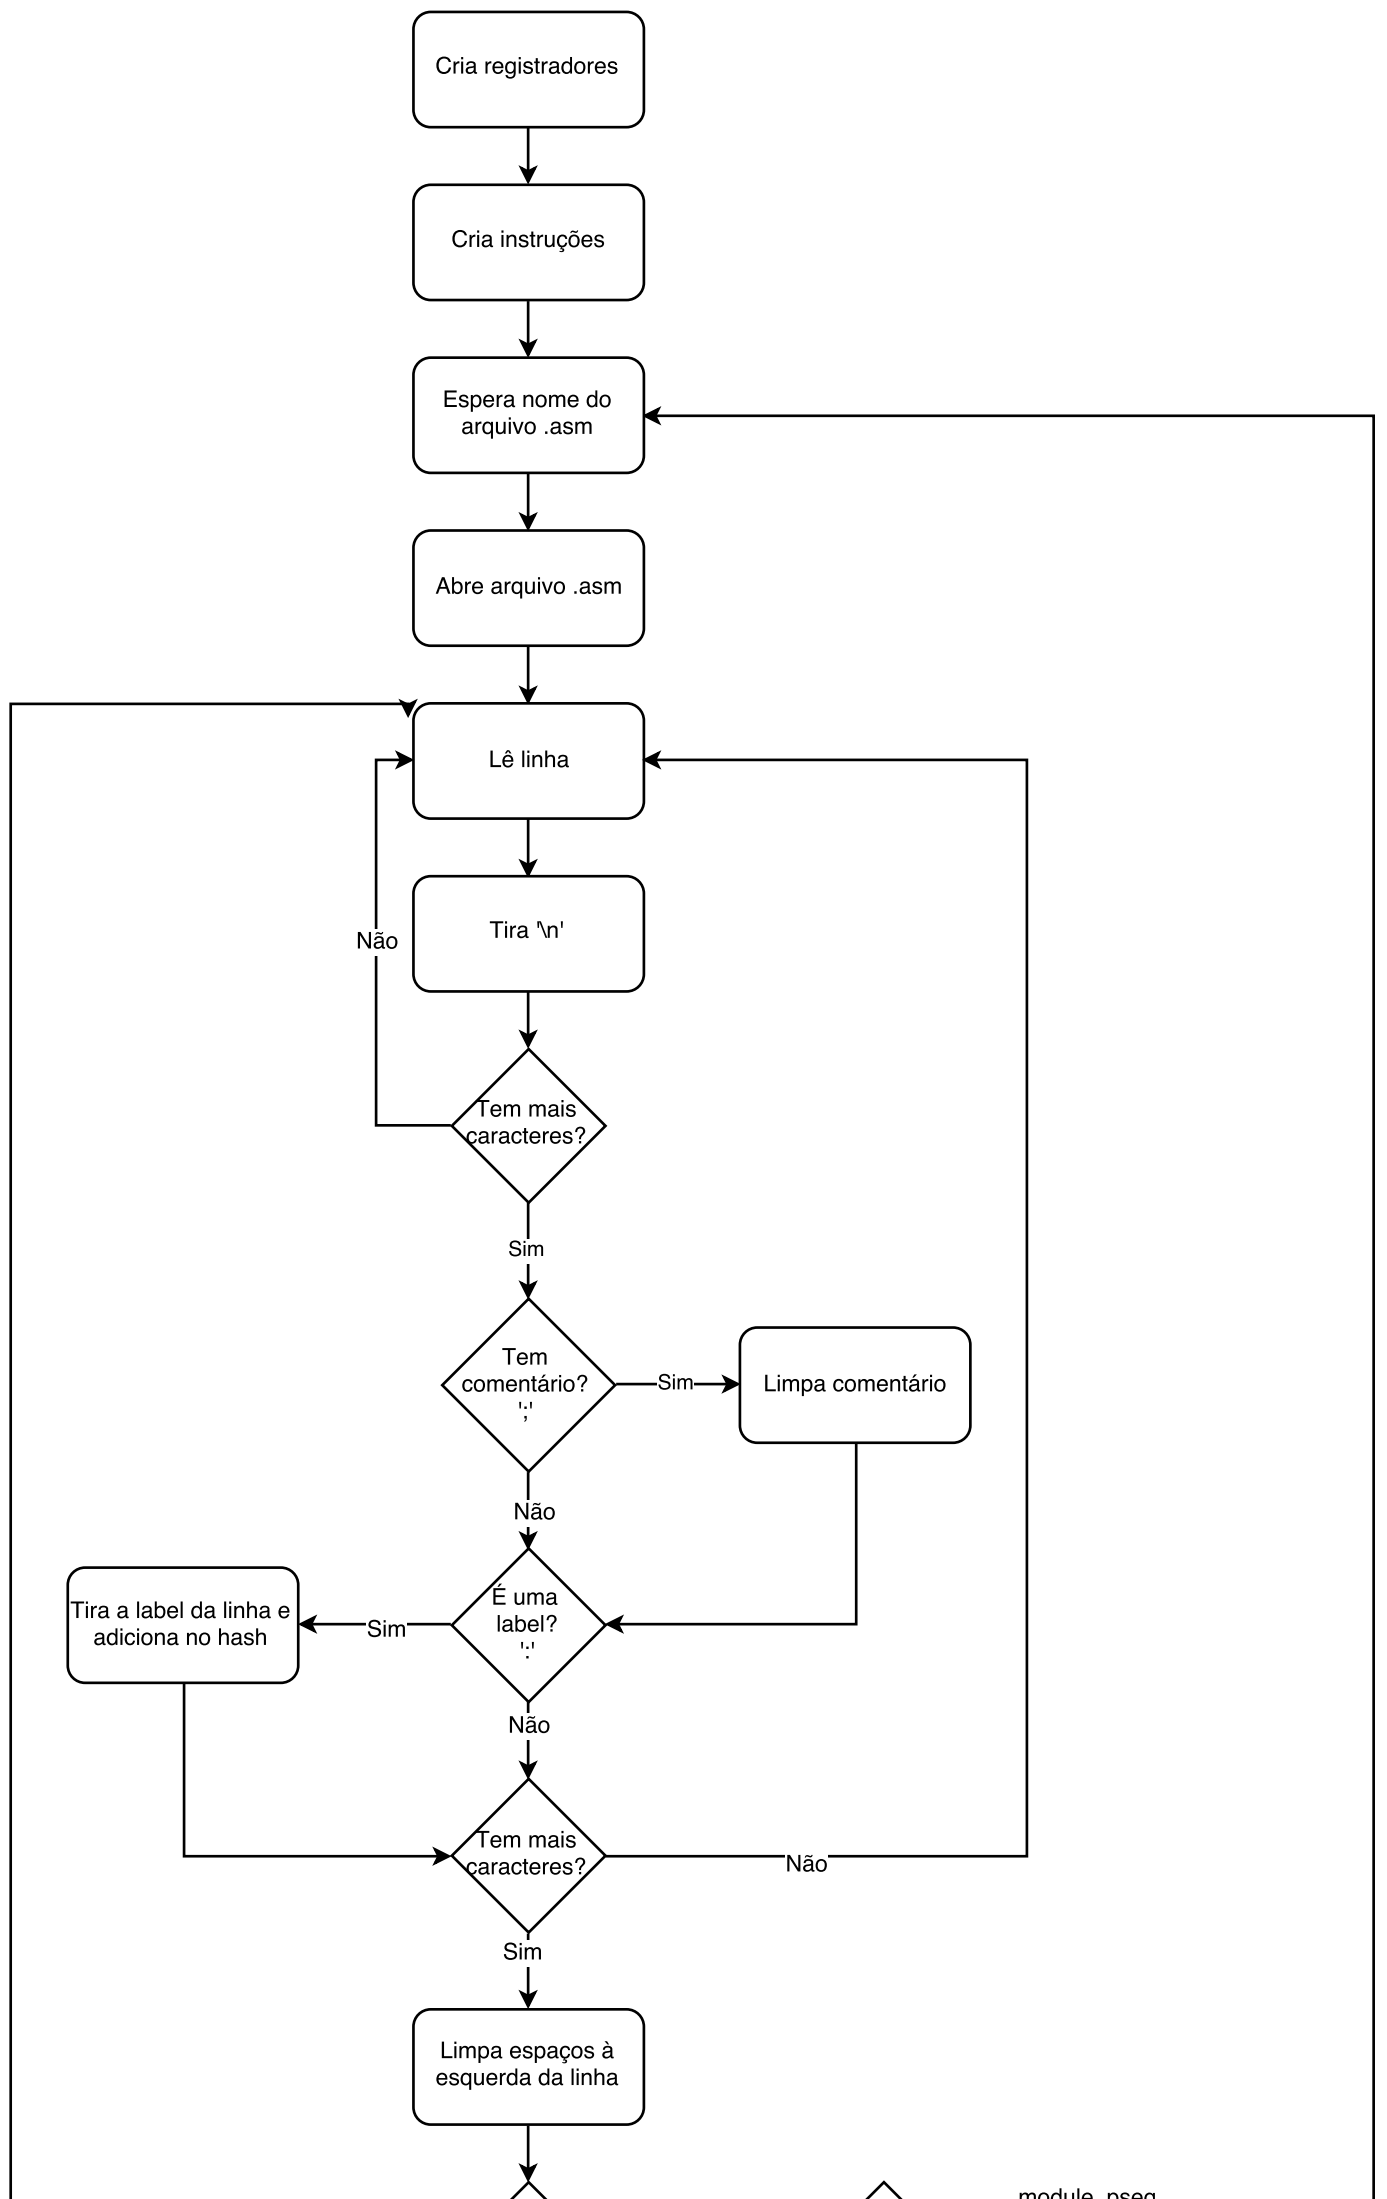 Cria registradores
Cria instruções
Espera nome do
arquivo .asm
Abre arquivo .asm
Lê linha
Tira '\n'
Não
Tem mais
caracteres?
Sim
Tem
comentário?
';'
Sim
Limpa comentário
Não
É uma
label?
':'
Sim
Tira a label da linha e
adiciona no hash
Não
Tem mais
caracteres?
Não
Sim
Limpa espaços à
esquerda da linha
module, pseg